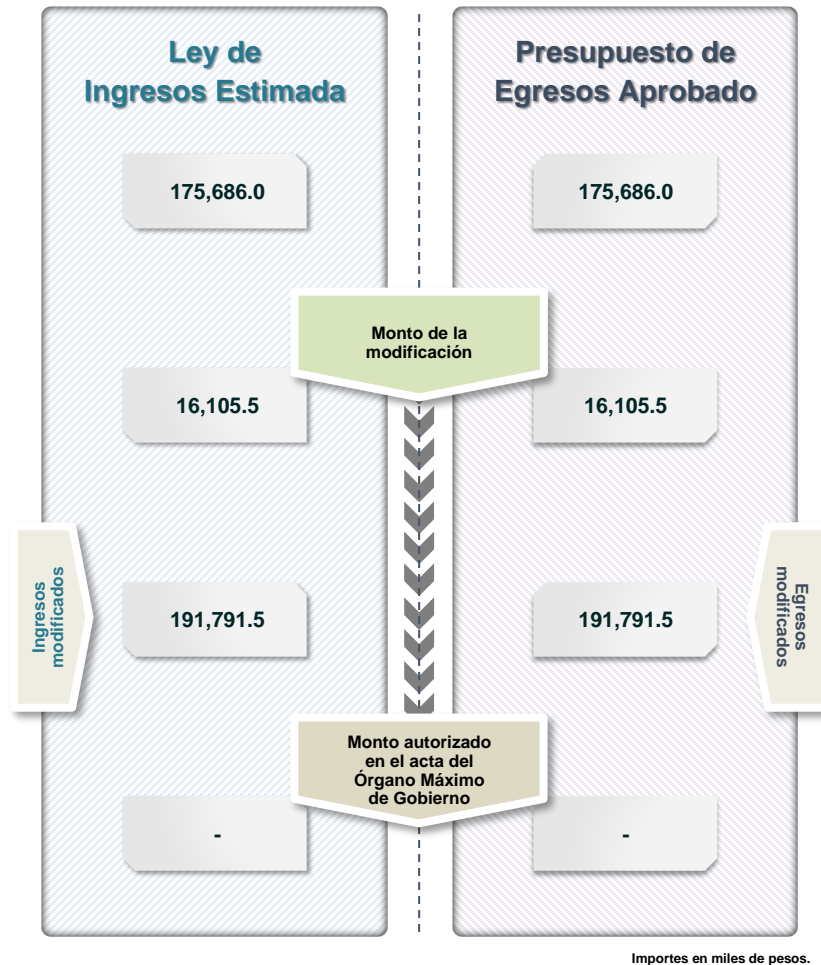 Ley de
Ingresos Estimada
Presupuesto de
Egresos Aprobado
175,686.0
175,686.0
Monto de la
modificación
16,105.5
16,105.5
Ingresos
modificados
191,791.5
191,791.5
Egresos
modificados
Monto autorizado
en el acta del
Órgano Máximo
de Gobierno
-
-
Importes en miles de pesos.